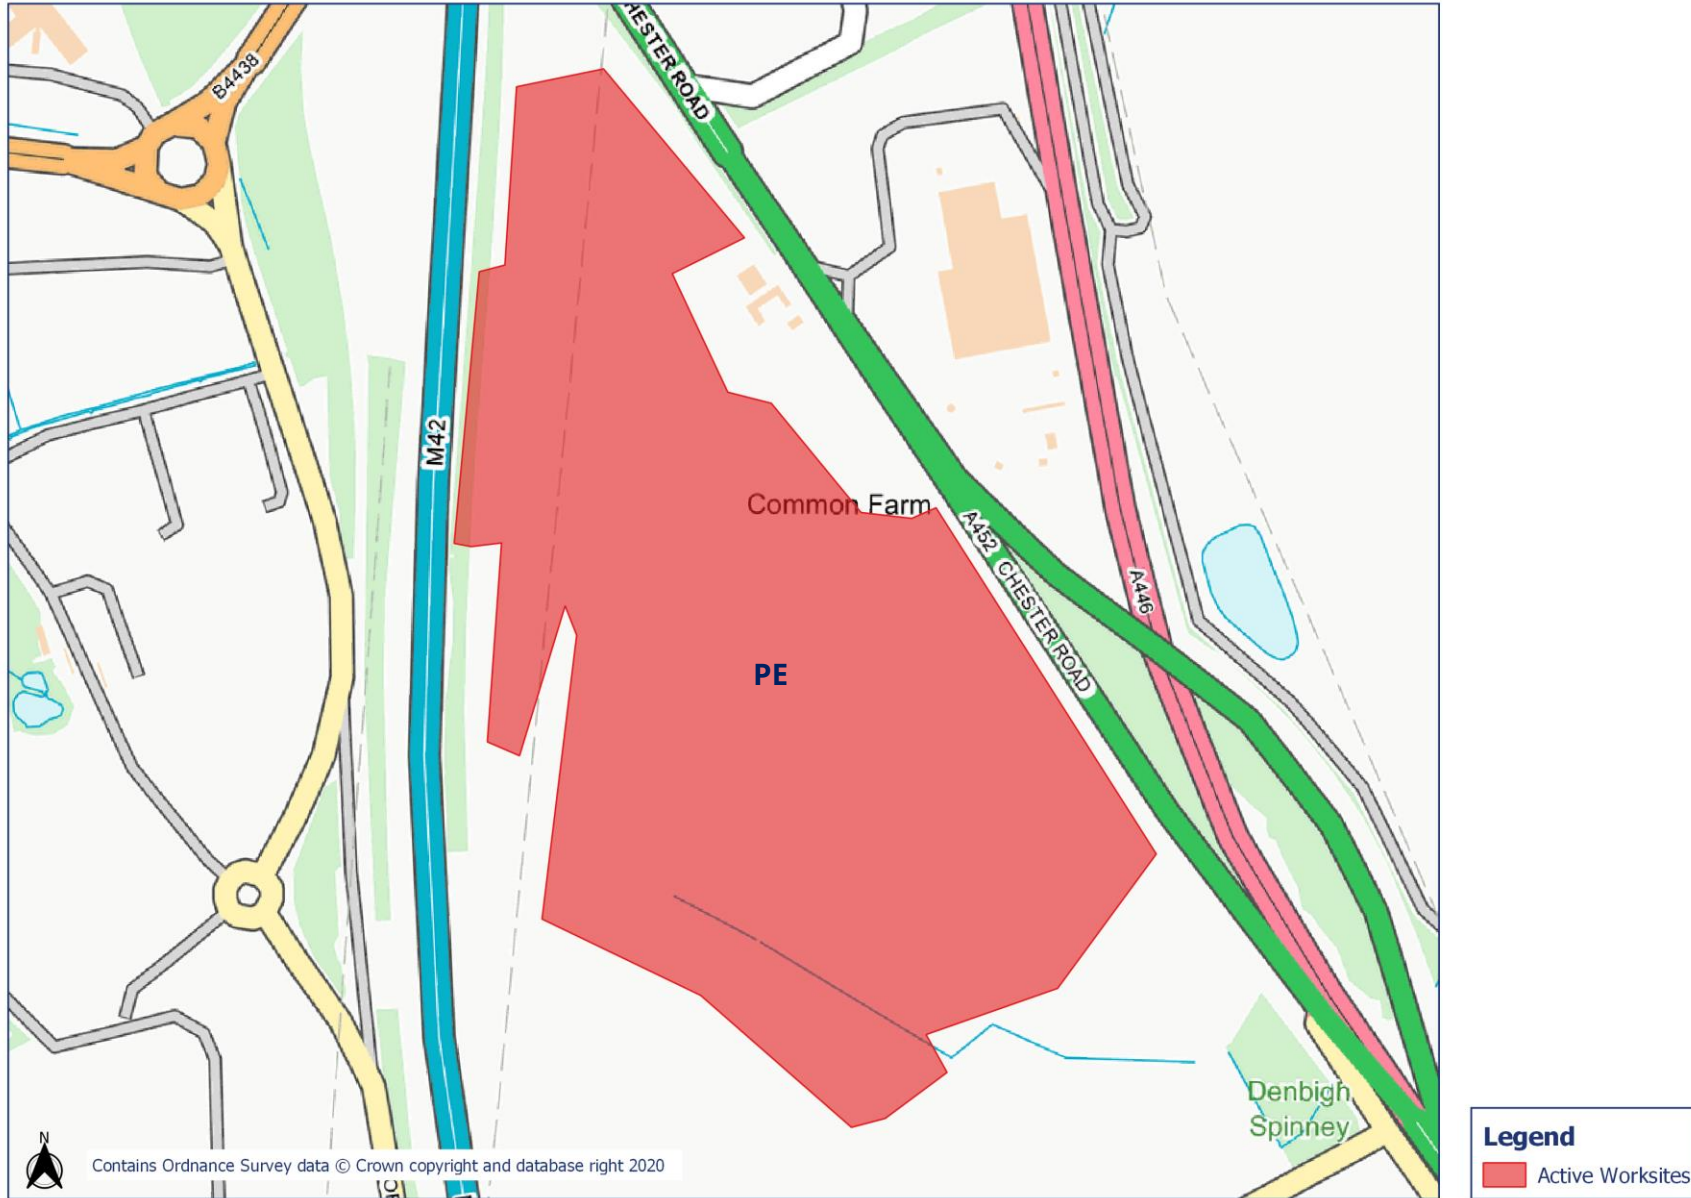 B4438
CHESTER ROAD
M42
Common Farm
A452 CHESTER ROAD
A446
PE
Denbigh
Spinney
N
Contains Ordnance Survey data © Crown copyright and database right 2020
Legend
Active Worksites